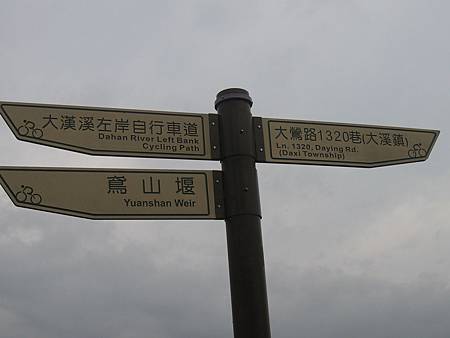 大漢溪左岸自行車道
Dahan River Left Bank
Cycling Path
鳶山堰
Yuanshan Weir
大鶯路1320巷(大溪鎮)
Ln. 1320, Daying Rd.
(Daxi Township)